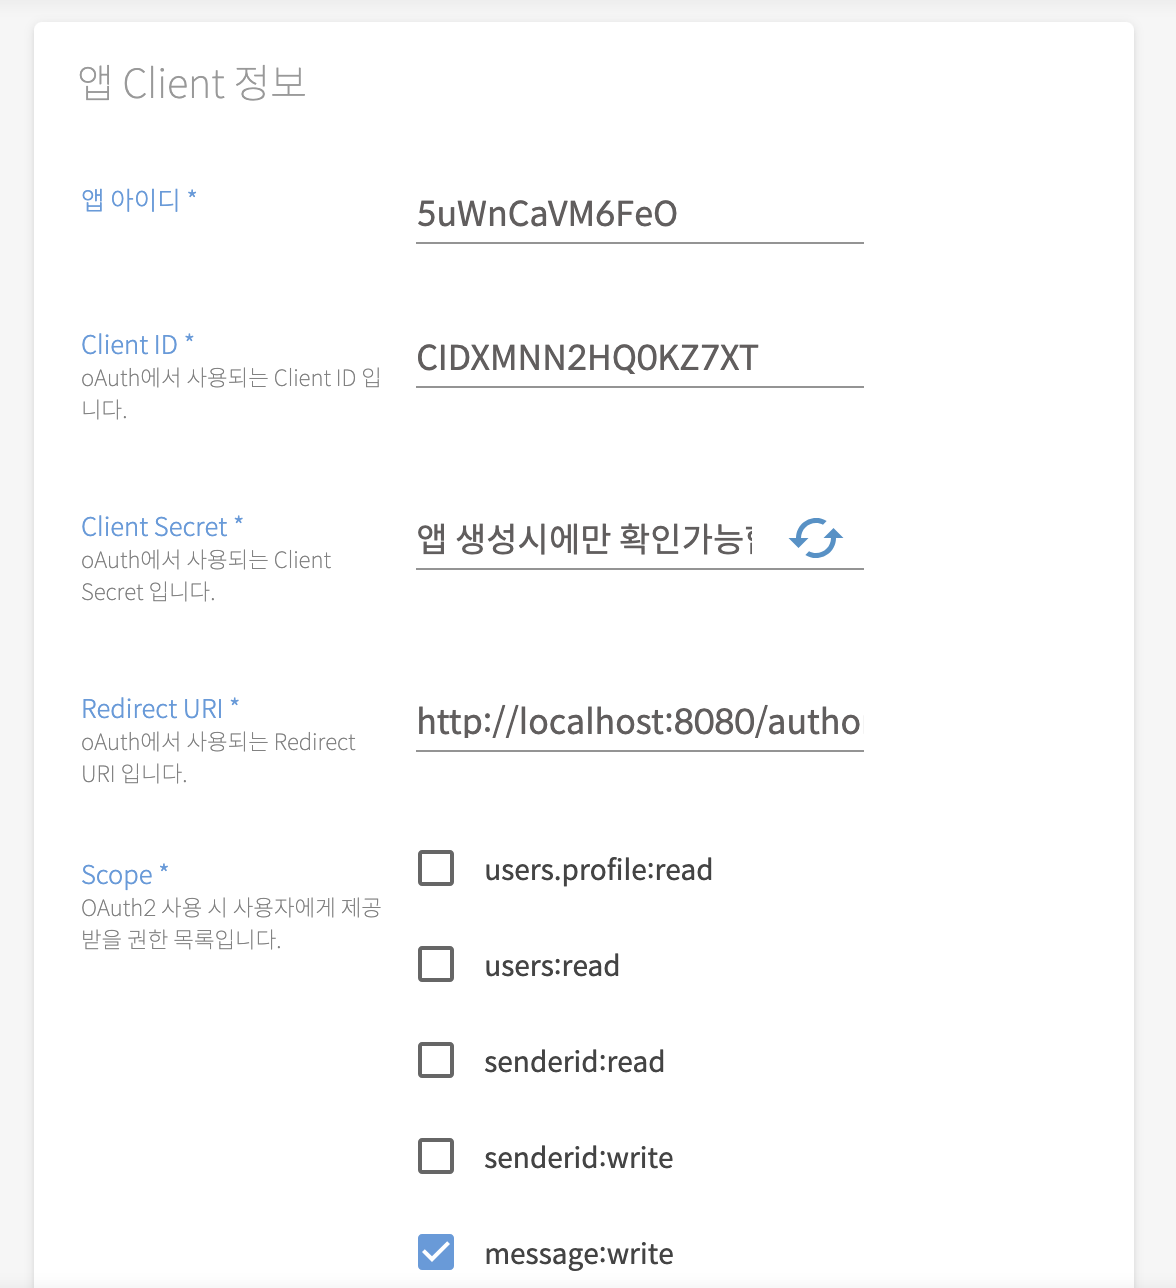 앱 Client 정보
앱 아이디 *
5uWnCaVM6FeO
Client ID *
oAuth에서 사용되는 Client ID 입
니다.
CIDXMNN2HQ0KZ7XT
Client Secret *
oAuth에서 사용되는 Client
Secret 입니다.
앱 생성시에만 확인가능
Redirect URI *
oAuth에서 사용되는 Redirect
URI 입니다.
http://localhost:8080/autho
Scope *
OAuth2 사용 시 사용자에게 제공
받을 권한 목록입니다.
users.profile:read
users:read
senderid:read
senderid:write
message:write